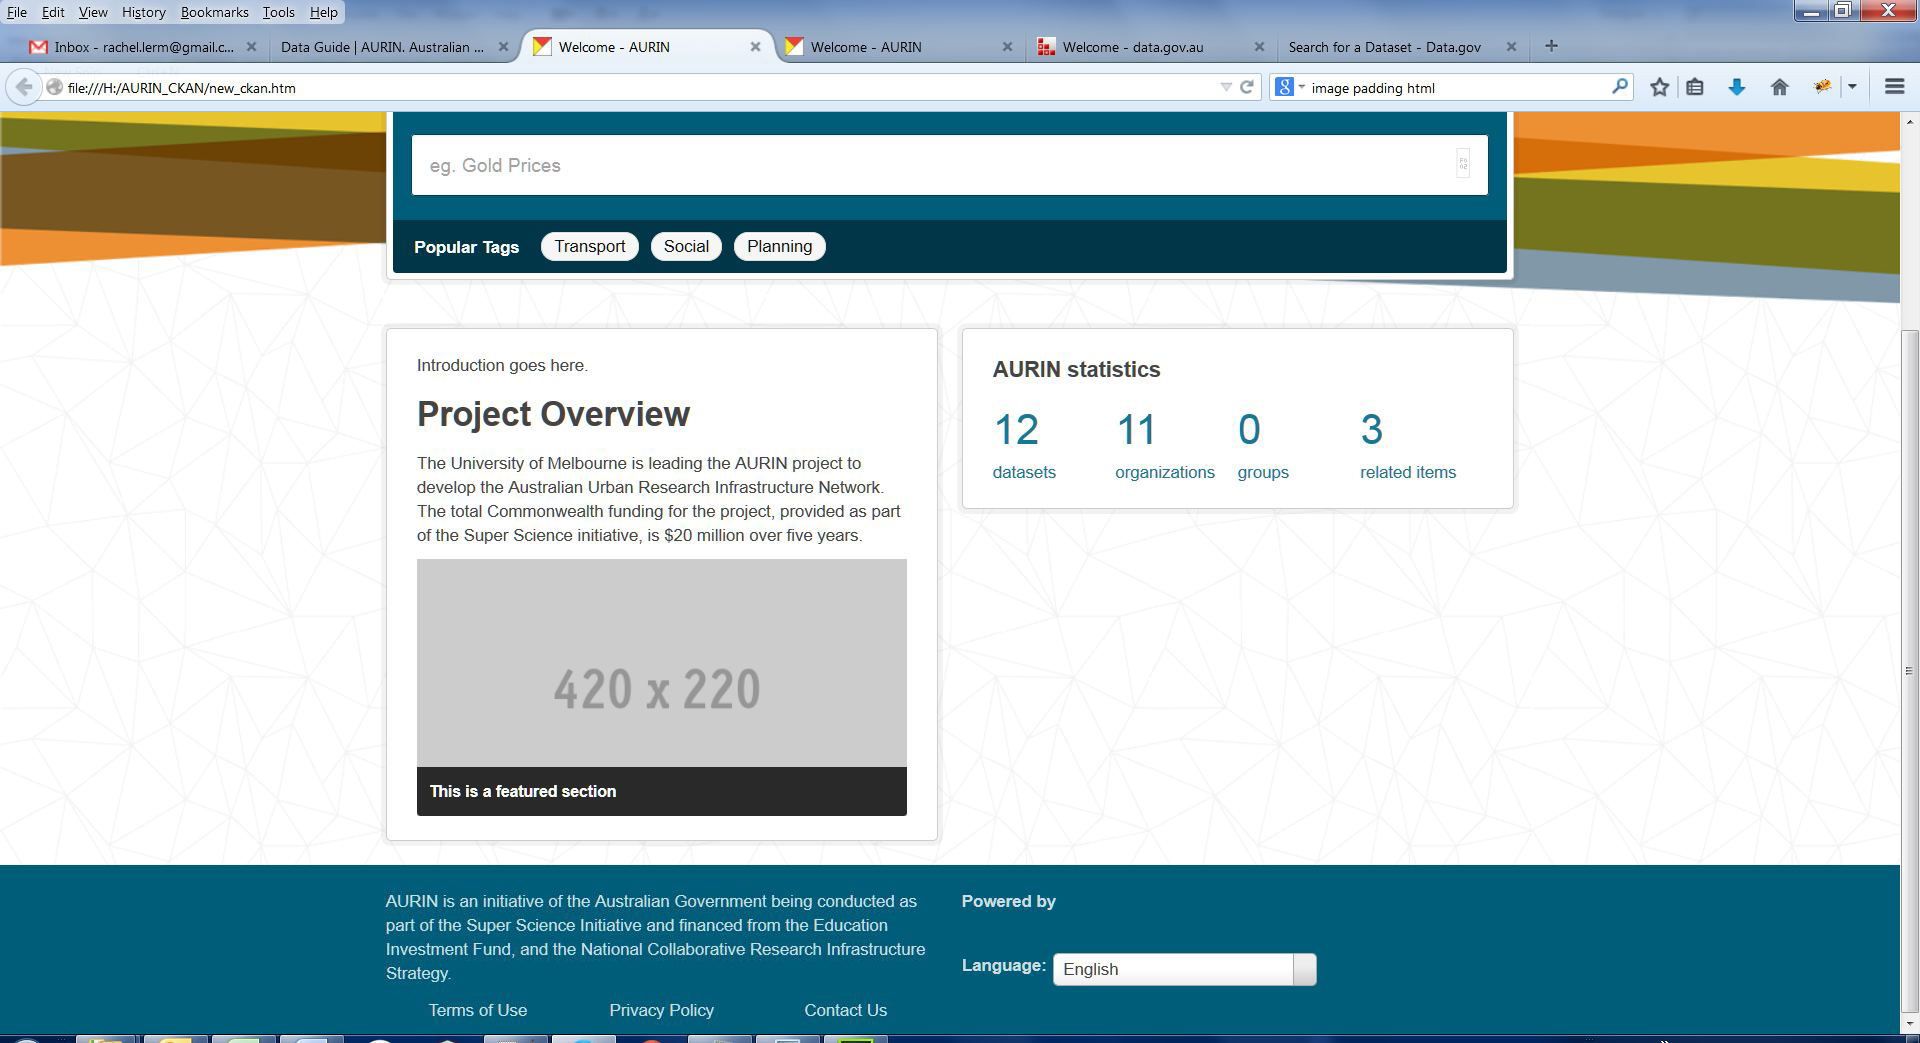 File Edit View History Bookmarks Tools Help
Inbox - rachel.lerm@gmail.c... Data Guide | AURIN. Australian ... Welcome - AURIN Welcome - AURIN Welcome - data.gov.au Search for a Dataset - Data.gov
file:///H:/AURIN_CKAN/new_ckan.htm image padding html
eg. Gold Prices
Popular Tags Transport Social Planning
Introduction goes here.
Project Overview
The University of Melbourne is leading the AURIN project to
develop the Australian Urban Research Infrastructure Network.
The total Commonwealth funding for the project, provided as part
of the Super Science initiative, is $20 million over five years.
420 x 220
This is a featured section
AURIN statistics
12 11 0 3
datasets organizations groups related items
AURIN is an initiative of the Australian Government being conducted as
part of the Super Science Initiative and financed from the Education
Investment Fund, and the National Collaborative Research Infrastructure
Strategy.
Terms of Use Privacy Policy Contact Us
Powered by
Language: English